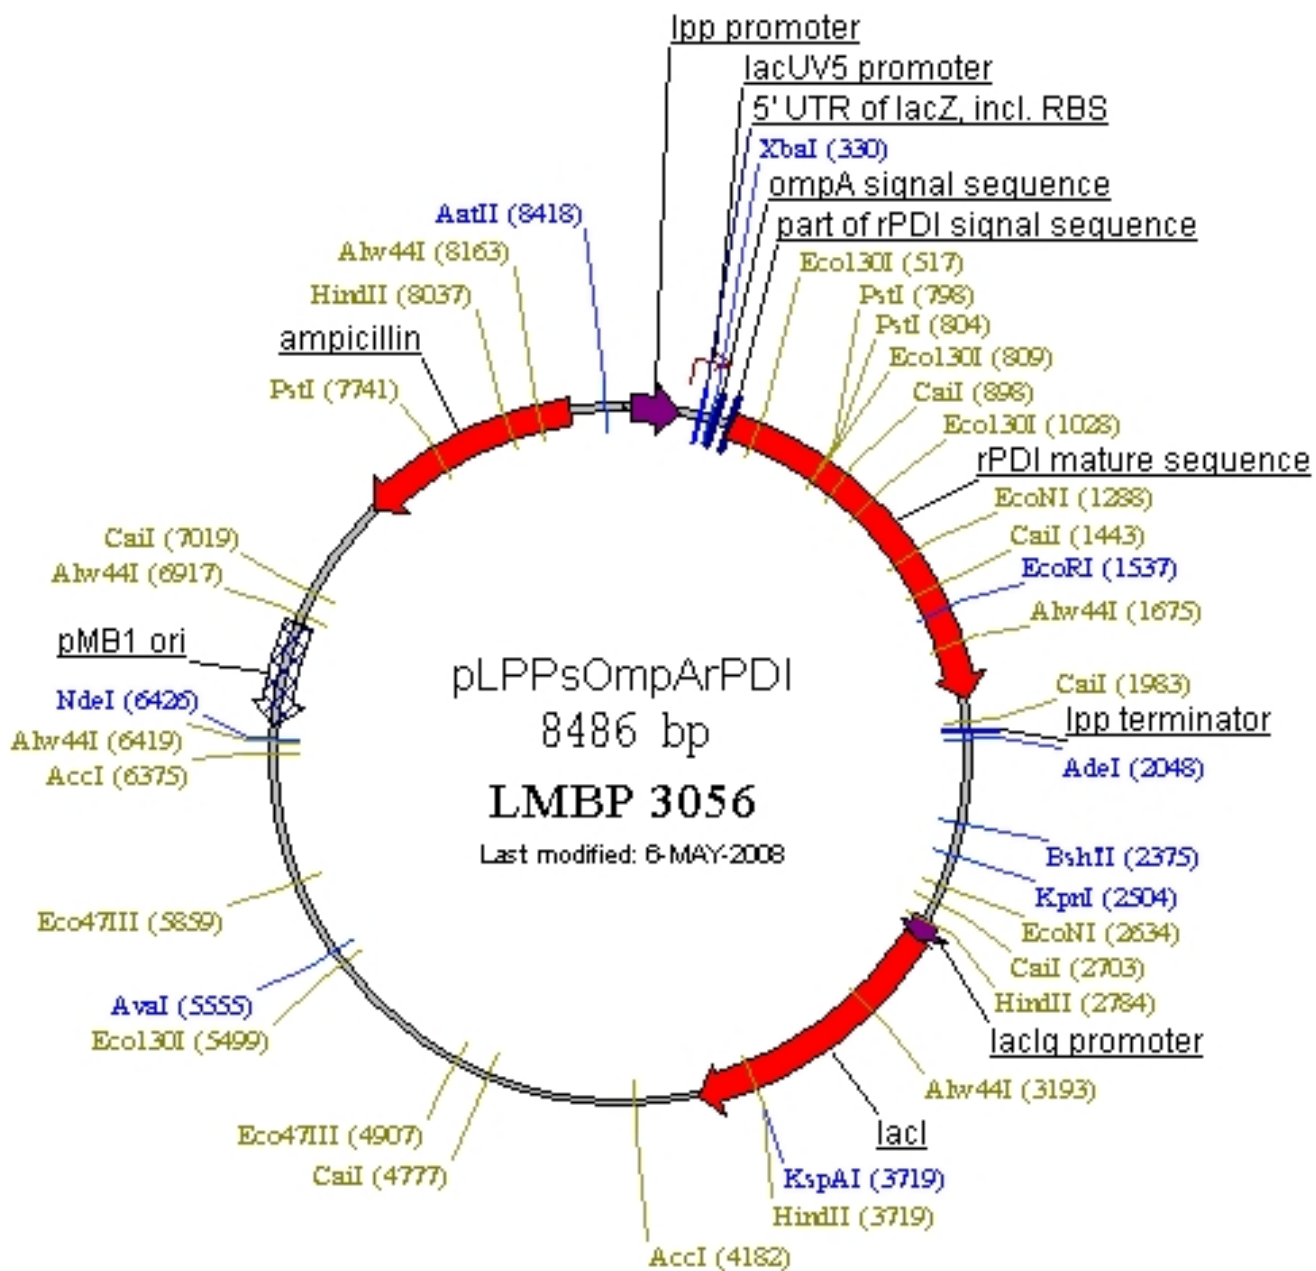 lpp promoter
lacUV5 promoter
5' UTR of lacZ, incl. RBS
XbaI (330)
ompA signal sequence
part of rPDI signal sequence
Eco130I (517)
PstI (798)
PstI (804)
Eco130I (809)
CaiI (898)
Eco130I (1028)
rPDI mature sequence
EcoNI (1288)
CaiI (1443)
EcoRI (1537)
Alw44I (1675)
CaiI (1983)
lpp terminator
AdeI (2048)
BshTI (2375)
KpnI (2504)
EcoNI (2634)
CaiI (2703)
HindII (2784)
lacIq promoter
Alw44I (3193)
lacI
KspAI (3719)
HindII (3719)
AccI (4182)
CaiI (4777)
Eco47III (4907)
Eco130I (5499)
AvaI (5555)
Eco47III (5859)
AccI (6375)
Alw44I (6419)
NdeI (6426)
pMB1 ori
Alw44I (6917)
CaiI (7019)
PstI (7741)
ampicillin
HindII (8037)
Alw44I (8163)
AatII (8418)
pLPPsOmpArPDI
8486 bp
LMBP 3056
Last modified: 6-MAY-2008